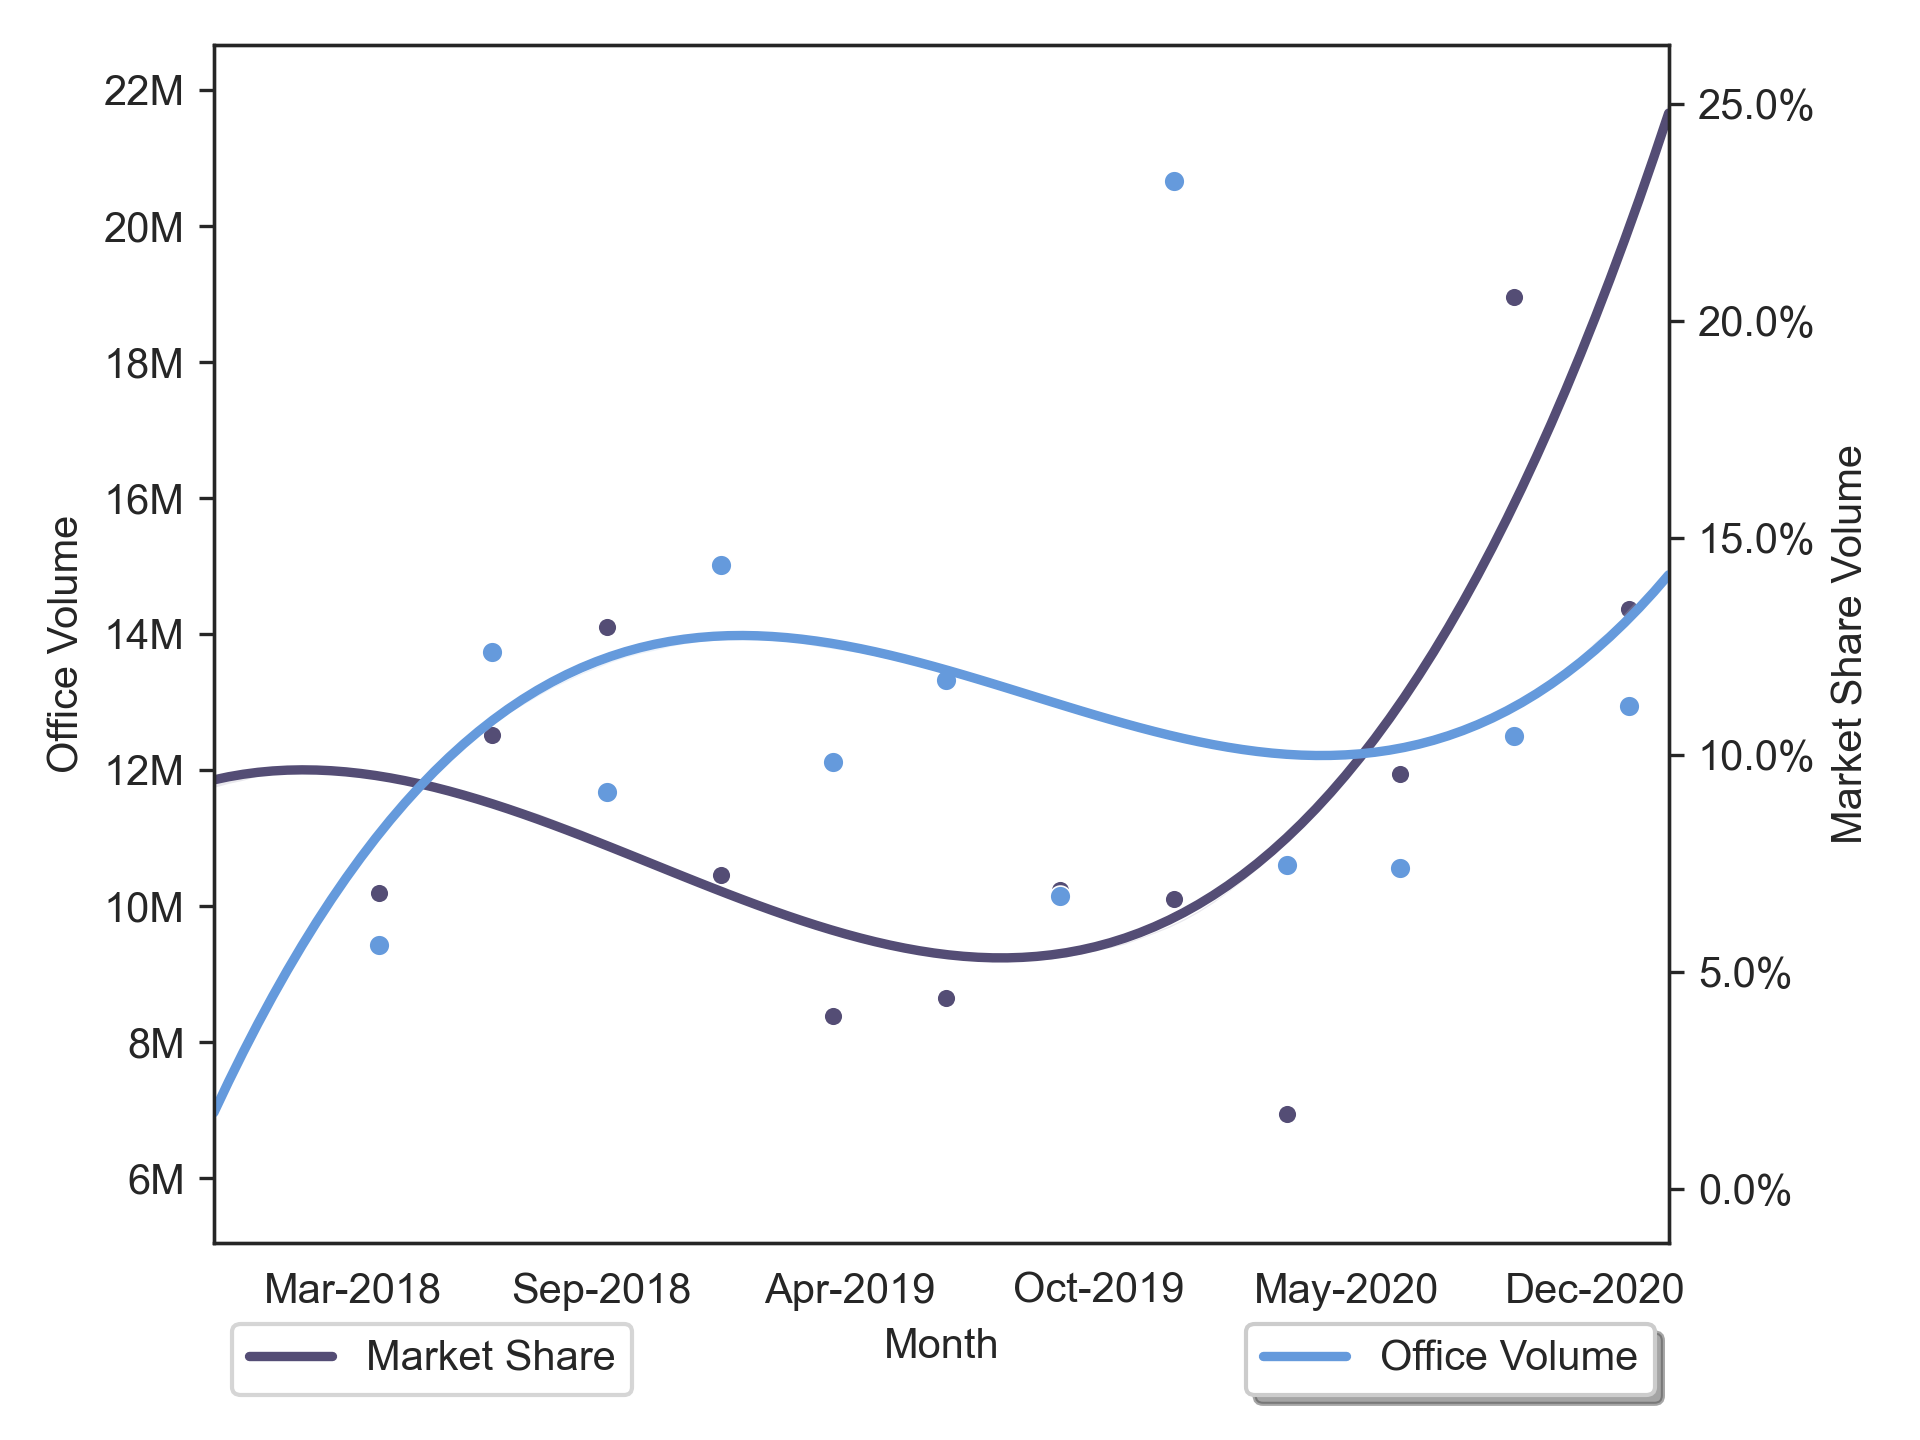 22M
20M
18M
16M
14M
12M
10M
8M
6M
Office Volume
25.0%
20.0%
15.0%
10.0%
5.0%
0.0%
Market Share Volume
Mar-2018
Sep-2018
Apr-2019
Oct-2019
May-2020
Dec-2020
Month
Market Share
Office Volume